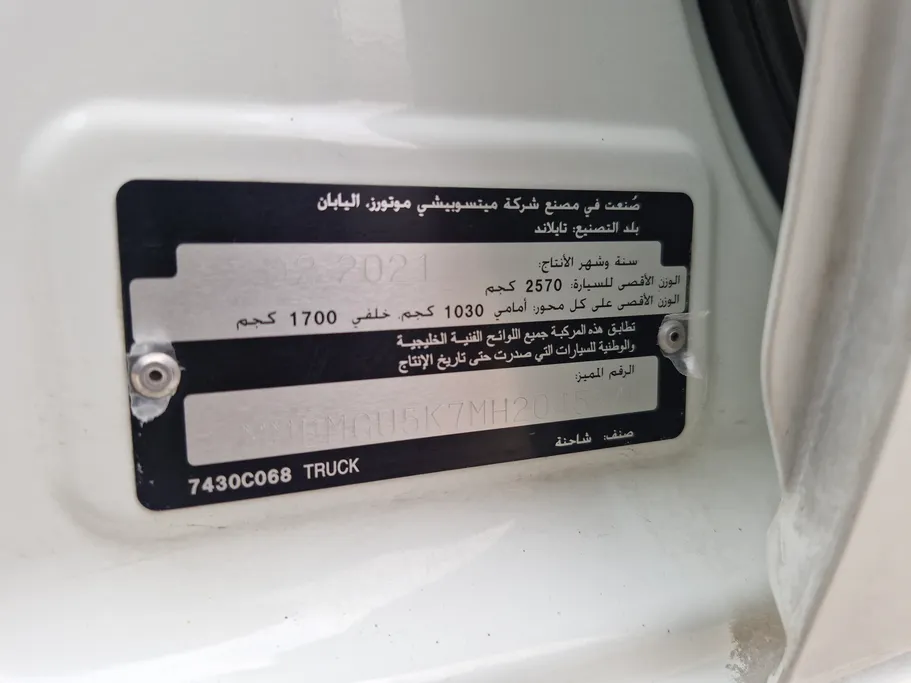 صُنعت في مصنع شركة ميتسوبيشي موتورز، اليابان
بلد التصنيع: تايلاند
سنة وشهر الأنتاج: 2021
الوزن الأقصى للسيارة: 2570 كجم
الوزن الأقصى على كل محور: أمامي 1030 كجم. خلفي 1700 كجم
تطابق هذه المركبة جميع اللوائح الفنية الخليجية
والوطنية للسيارات التي صدرت حتى تاريخ الإنتاج
الرقم المميز:
صنف: شاحنة
7430C068 TRUCK